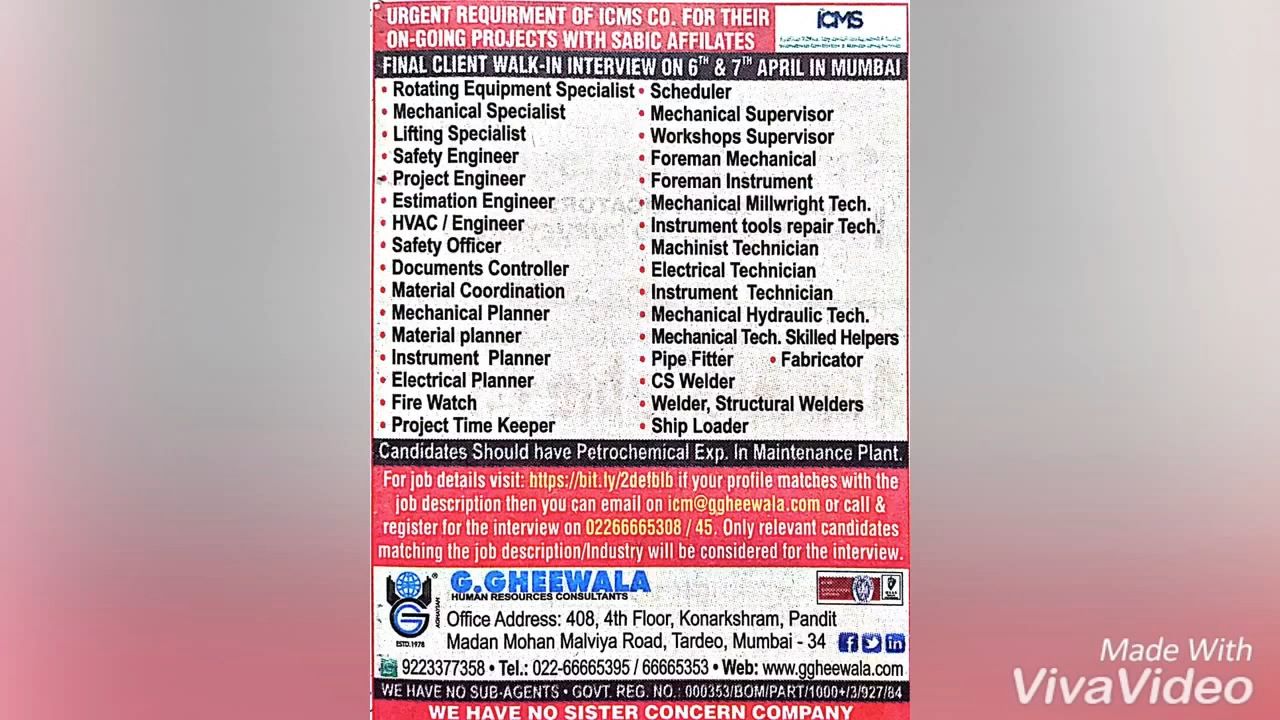 URGENT REQUIRMENT OF ICMS CO. FOR THEIR
ON-GOING PROJECTS WITH SABIC AFFILATES
iCMS
FINAL CLIENT WALK-IN INTERVIEW ON 6TH & 7TH APRIL IN MUMBAI
• Rotating Equipment Specialist
• Mechanical Specialist
• Lifting Specialist
• Safety Engineer
• Project Engineer
• Estimation Engineer
• HVAC / Engineer
• Safety Officer
• Documents Controller
• Material Coordination
• Mechanical Planner
• Material planner
• Instrument Planner
• Electrical Planner
• Fire Watch
• Project Time Keeper
• Scheduler
• Mechanical Supervisor
• Workshops Supervisor
• Foreman Mechanical
• Foreman Instrument
• Mechanical Millwright Tech.
• Instrument tools repair Tech.
• Machinist Technician
• Electrical Technician
• Instrument Technician
• Mechanical Hydraulic Tech.
• Mechanical Tech. Skilled Helpers
• Pipe Fitter • Fabricator
• CS Welder
• Welder, Structural Welders
• Ship Loader
Candidates Should have Petrochemical Exp. In Maintenance Plant.
For job details visit: https://bit.ly/2defblb if your profile matches with the
job description then you can email on icm@ggheewala.com or call &
register for the interview on 02266665308 / 45. Only relevant candidates
matching the job description/Industry will be considered for the interview.
G.GHEEWALA
HUMAN RESOURCES CONSULTANTS
ESTD.1978
Office Address: 408, 4th Floor, Konarkshram, Pandit
Madan Mohan Malviya Road, Tardeo, Mumbai - 34
9223377358 • Tel.: 022-66665395 / 66665353 • Web: www.ggheewala.com
WE HAVE NO SUB-AGENTS • GOVT. REG. NO.: 000353/BOM/PART/1000+/3/927/84
WE HAVE NO SISTER CONCERN COMPANY
Made With
VivaVideo